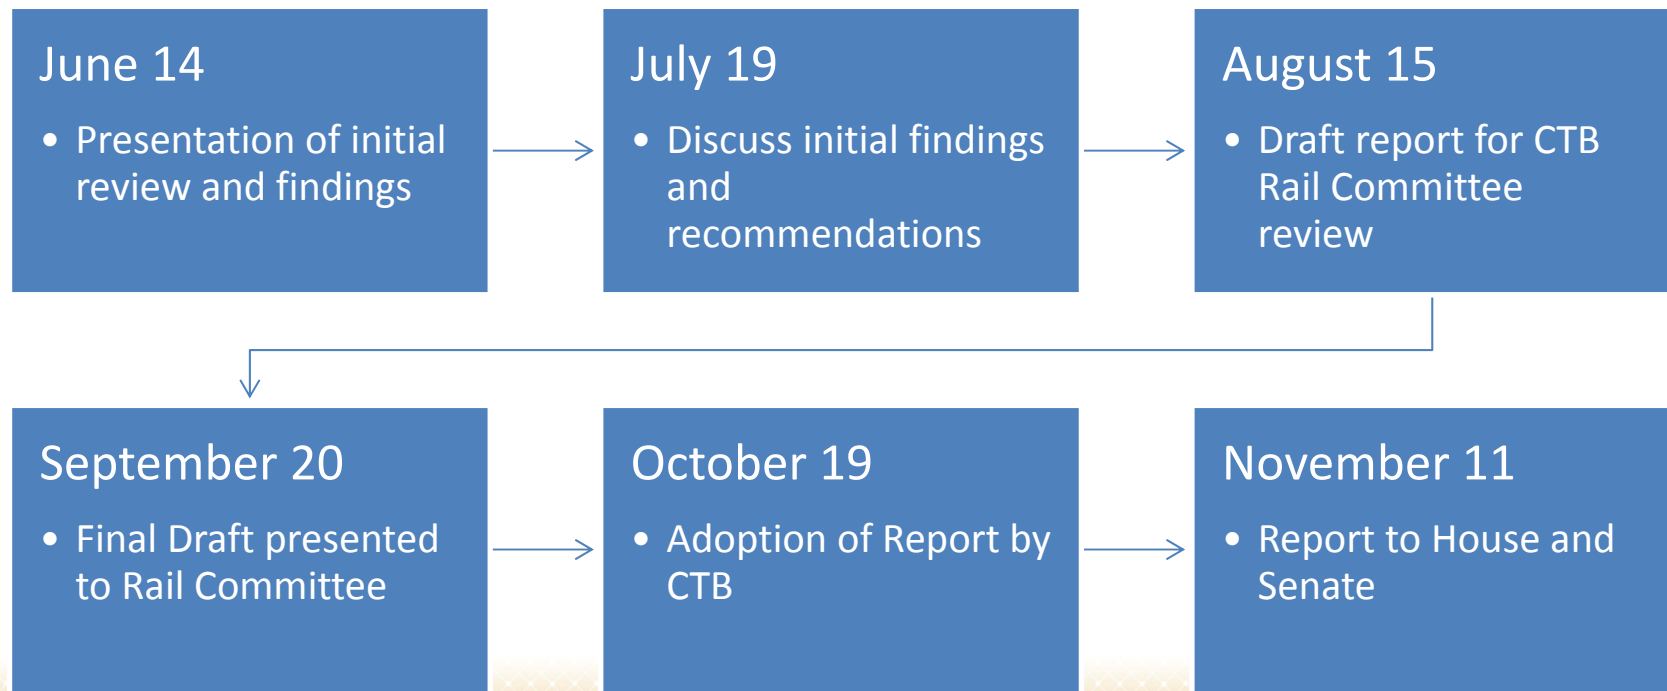 June 14
• Presentation of initial
review and findings
July 19
• Discuss initial findings
and
recommendations
August 15
• Draft report for CTB
Rail Committee
review
September 20
• Final Draft presented
to Rail Committee
October 19
• Adoption of Report by
CTB
November 11
• Report to House and
Senate